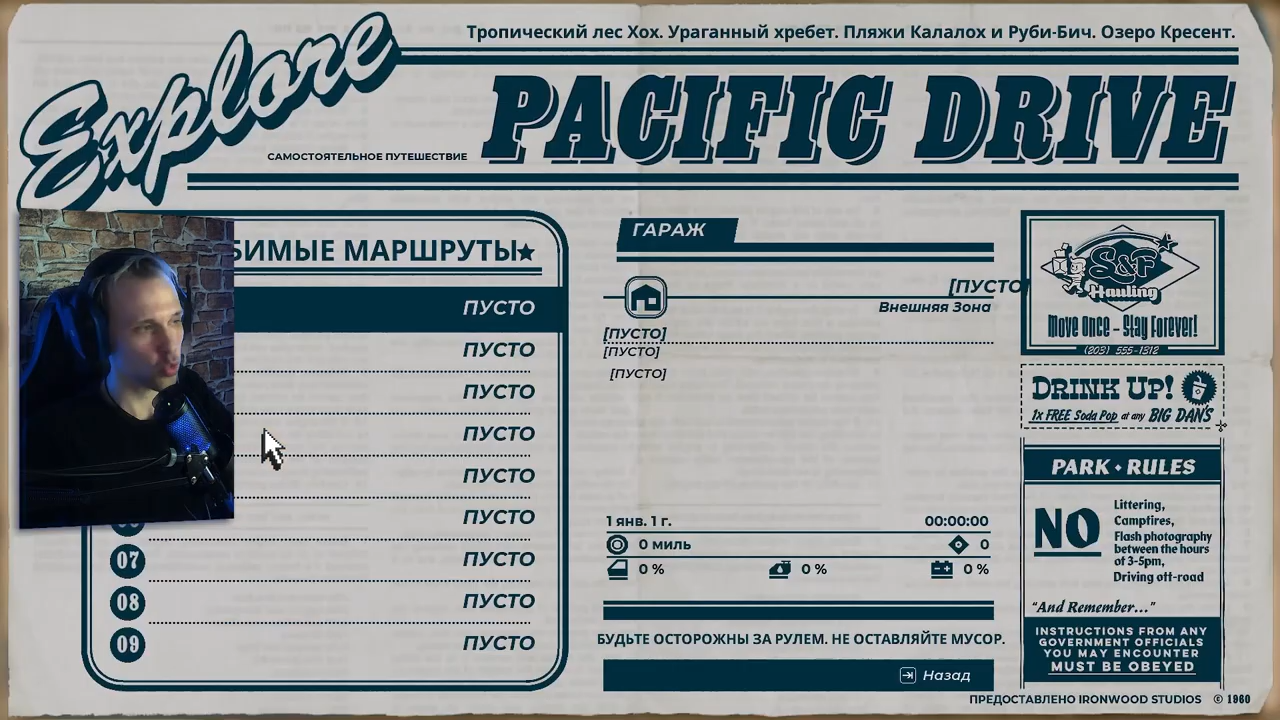 Explore
Тропический лес Хох. Ураганный хребет. Пляжи Калалох и Руби-Бич. Озеро Кресент.
PACIFIC DRIVE
САМОСТОЯТЕЛЬНОЕ ПУТЕШЕСТВИЕ
БИМЫЕ МАРШРУТЫ★
ПУСТО
ПУСТО
ПУСТО
ПУСТО
ПУСТО
ПУСТО
07 ПУСТО
08 ПУСТО
09 ПУСТО
ГАРАЖ
[ПУСТО]
Внешняя Зона
[ПУСТО]
[ПУСТО]
[ПУСТО]
1 янв. 1 г. 00:00:00
0 миль 0
0 % 0 % 0 %
БУДЬТЕ ОСТОРОЖНЫ ЗА РУЛЕМ. НЕ ОСТАВЛЯЙТЕ МУСОР.
Назад
S&F
Hauling
Move Once - Stay Forever!
(203) 555-1312
DRINK UP!
1x FREE Soda Pop at any BIG DAN'S
PARK • RULES
NO
Littering,
Campfires,
Flash photography
between the hours
of 3-5pm,
Driving off-road
"And Remember..."
INSTRUCTIONS FROM ANY
GOVERNMENT OFFICIALS
YOU MAY ENCOUNTER
MUST BE OBEYED
ПРЕДОСТАВЛЕНО IRONWOOD STUDIOS © 1960